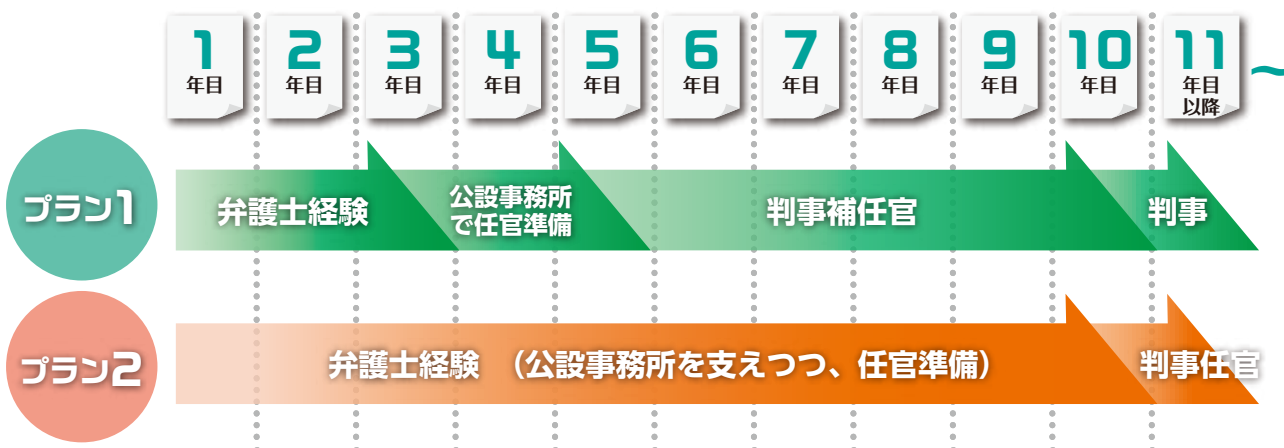 1
年目
2
年目
3
年目
4
年目
5
年目
6
年目
7
年目
8
年目
9
年目
10
年目
11
年目
以降
～
プラン1
弁護士経験
公設事務所
で任官準備
判事補任官
判事
プラン2
弁護士経験 （公設事務所を支えつつ、任官準備）
判事任官